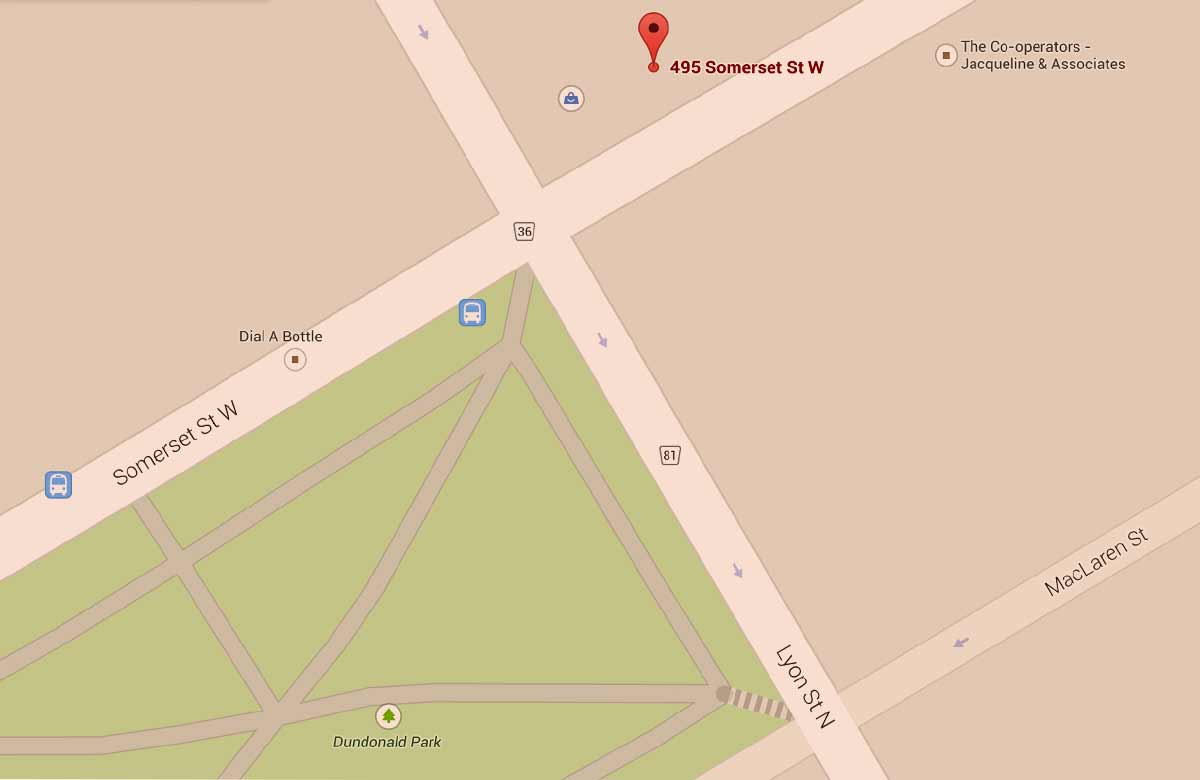 The Co-operators -
Jacqueline & Associates
495 Somerset St W
36
Dial A Bottle
Somerset St W
81
MacLaren St
Lyon St N
Dundonald Park